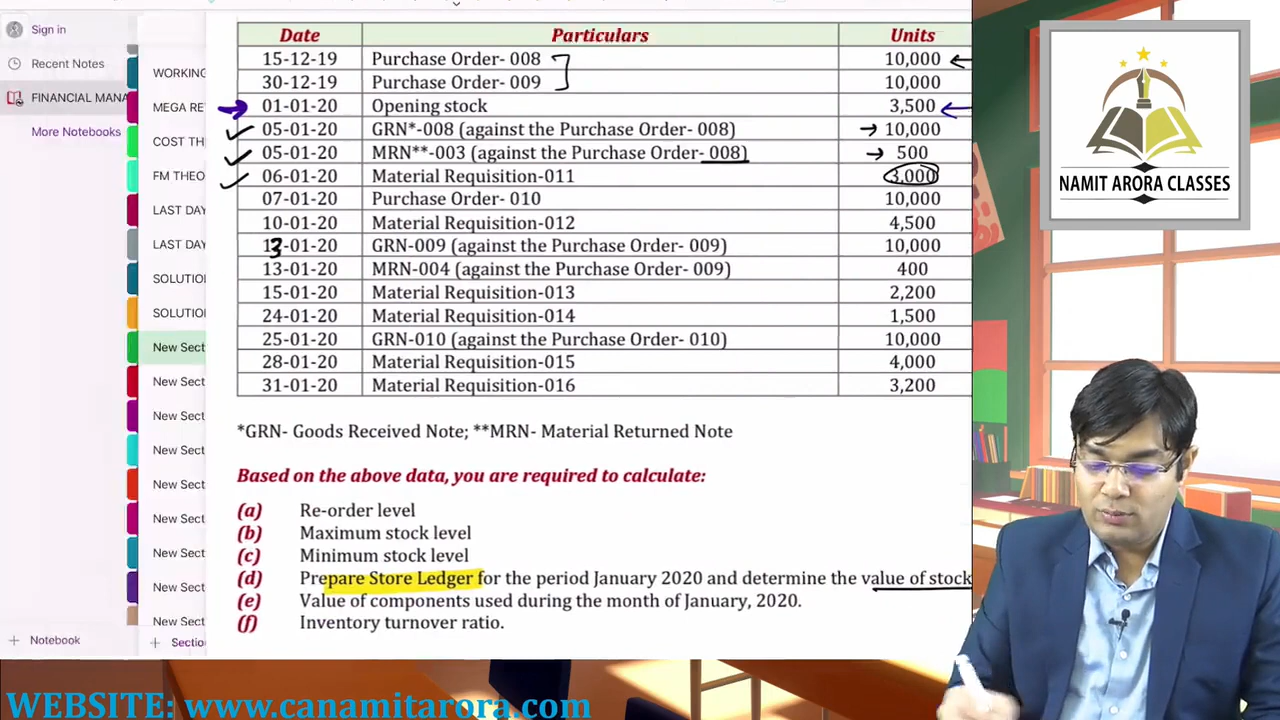 Sign in
Recent Notes
FINANCIAL MANA
More Notebooks
Notebook
WORKING
MEGA RE
COST TH
FM THEO
LAST DAY
LAST DAY
SOLUTIO
SOLUTIO
New Sect
New Sect
New Sect
New Sect
New Sect
New Sect
New Sect
New Sect
New Sect
Sectio
Date Particulars Units
15-12-19 Purchase Order- 008 10,000
30-12-19 Purchase Order- 009 10,000
01-01-20 Opening stock 3,500
05-01-20 GRN*-008 (against the Purchase Order- 008) 10,000
05-01-20 MRN**-003 (against the Purchase Order- 008) 500
06-01-20 Material Requisition-011 3,000
07-01-20 Purchase Order- 010 10,000
10-01-20 Material Requisition-012 4,500
13-01-20 GRN-009 (against the Purchase Order- 009) 10,000
13-01-20 MRN-004 (against the Purchase Order- 009) 400
15-01-20 Material Requisition-013 2,200
24-01-20 Material Requisition-014 1,500
25-01-20 GRN-010 (against the Purchase Order- 010) 10,000
28-01-20 Material Requisition-015 4,000
31-01-20 Material Requisition-016 3,200
*GRN- Goods Received Note; **MRN- Material Returned Note
Based on the above data, you are required to calculate:
(a) Re-order level
(b) Maximum stock level
(c) Minimum stock level
(d) Prepare Store Ledger for the period January 2020 and determine the value of stock
(e) Value of components used during the month of January, 2020.
(f) Inventory turnover ratio.
NAMIT ARORA CLASSES
WEBSITE: www.canamitarora.com